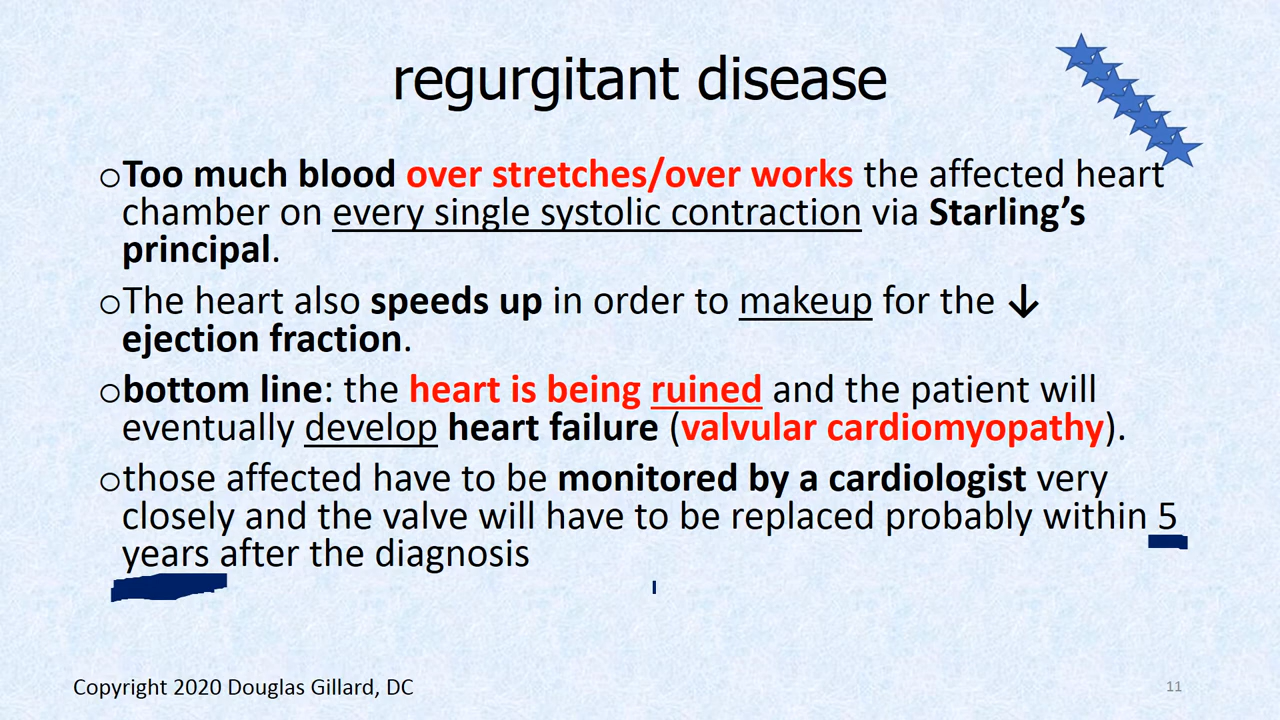 regurgitant disease
oToo much blood over stretches/over works the affected heart
chamber on every single systolic contraction via Starling’s
principal.
oThe heart also speeds up in order to makeup for the ↓
ejection fraction.
obottom line: the heart is being ruined and the patient will
eventually develop heart failure (valvular cardiomyopathy).
othose affected have to be monitored by a cardiologist very
closely and the valve will have to be replaced probably within 5
years after the diagnosis
Copyright 2020 Douglas Gillard, DC
11